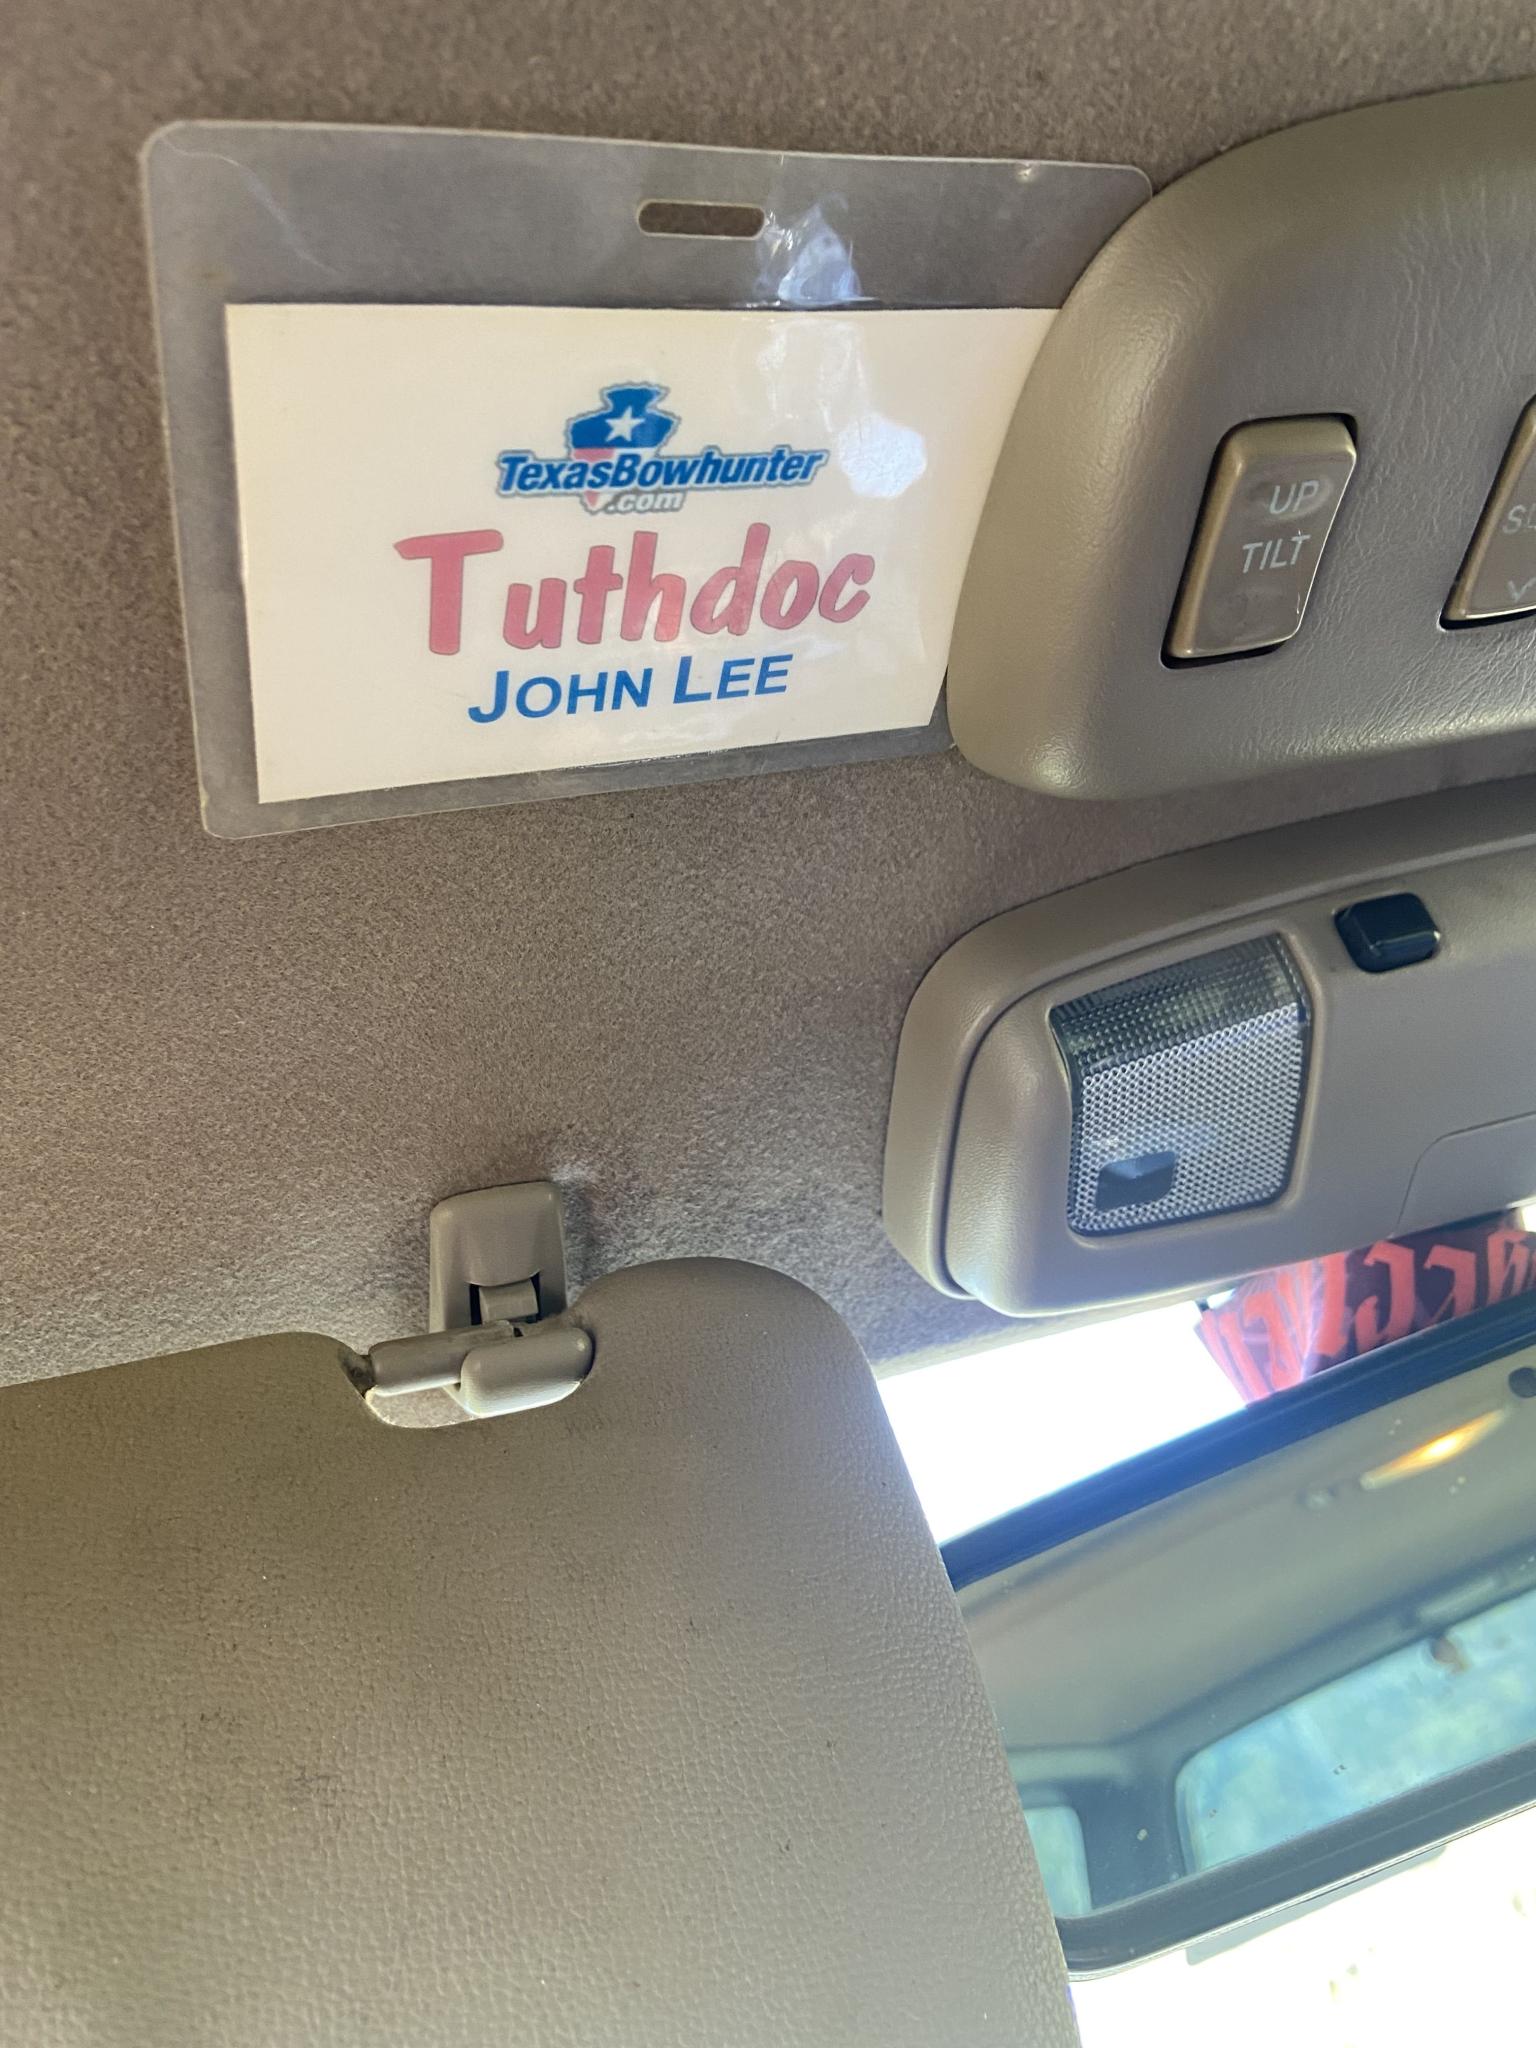 TexasBowhunter
.com
Tuthdoc
JOHN LEE
UP
TILT